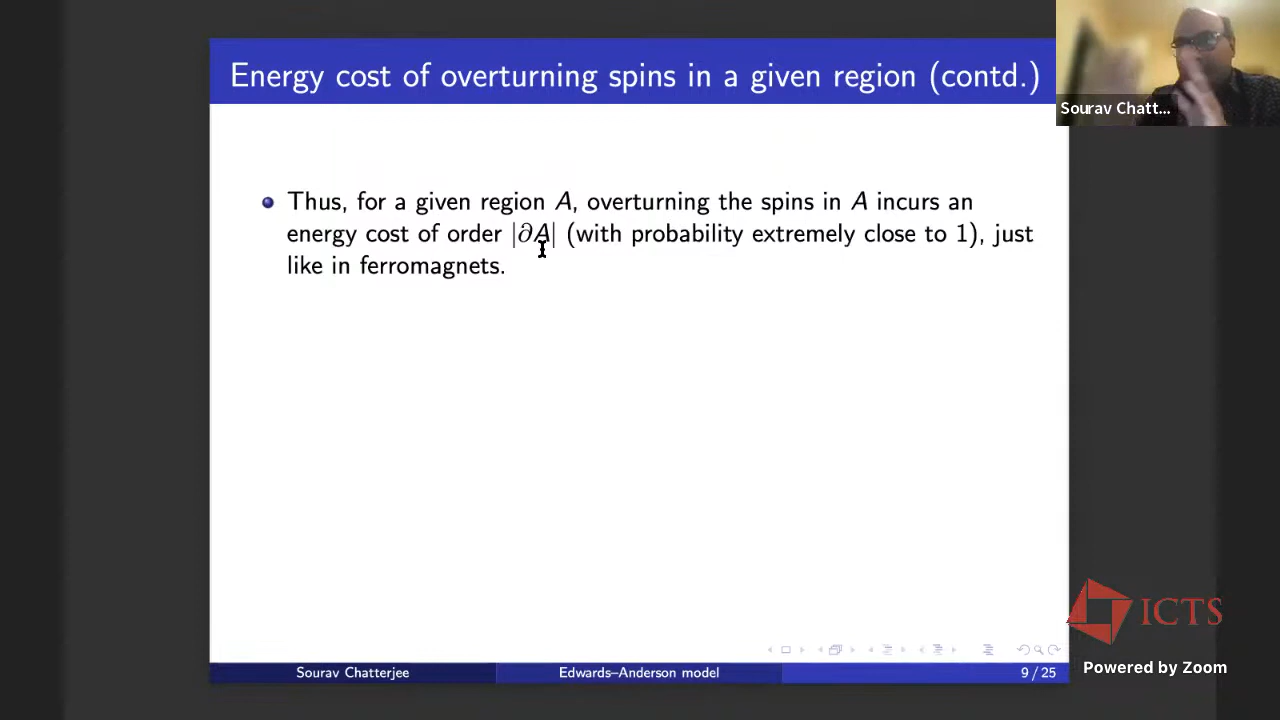 Energy cost of overturning spins in a given region (contd.)
Sourav Chatt...
Thus, for a given region A, overturning the spins in A incurs an
energy cost of order |∂A| (with probability extremely close to 1), just
like in ferromagnets.
ICTS
Powered by Zoom
Sourav Chatterjee
Edwards–Anderson model
9 / 25